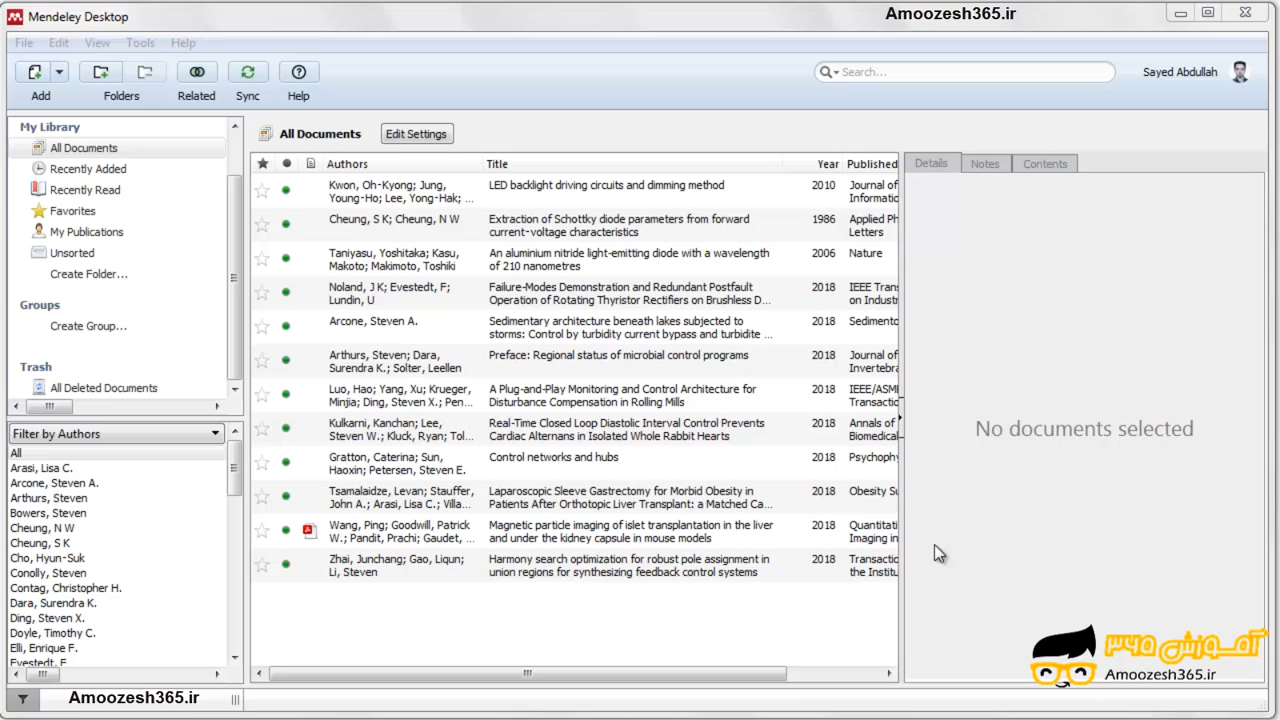 Mendeley Desktop
Amoozesh365.ir
File Edit View Tools Help
Search...
Sayed Abdullah
Add Folders Related Sync Help
My Library
All Documents
Recently Added
Recently Read
Favorites
My Publications
Unsorted
Create Folder...
Groups
Create Group...
Trash
All Deleted Documents
Filter by Authors
All
Arasi, Lisa C.
Arcone, Steven A.
Arthurs, Steven
Bowers, Steven
Cheung, N W
Cheung, S K
Cho, Hyun-Suk
Conolly, Steven
Contag, Christopher H.
Dara, Surendra K.
Ding, Steven X.
Doyle, Timothy C.
Elli, Enrique F.
Evestedt, F
Amoozesh365.ir
All Documents Edit Settings
Authors Title Year Published
Kwon, Oh-Kyong; Jung, LED backlight driving circuits and dimming method 2010 Journal of
Young-Ho; Lee, Yong-Hak; ... Informatio
Cheung, S K; Cheung, N W Extraction of Schottky diode parameters from forward 1986 Applied Ph
current-voltage characteristics Letters
Taniyasu, Yoshitaka; Kasu, An aluminium nitride light-emitting diode with a wavelength 2006 Nature
Makoto; Makimoto, Toshiki of 210 nanometres
Noland, J K; Evestedt, F; Failure-Modes Demonstration and Redundant Postfault 2018 IEEE Tran
Lundin, U Operation of Rotating Thyristor Rectifiers on Brushless D... on Indust
Arcone, Steven A. Sedimentary architecture beneath lakes subjected to 2018 Sedimento
storms: Control by turbidity current bypass and turbidite ...
Arthurs, Steven; Dara, Preface: Regional status of microbial control programs 2018 Journal of
Surendra K.; Solter, Leellen Invertebra
Luo, Hao; Yang, Xu; Krueger, A Plug-and-Play Monitoring and Control Architecture for 2018 IEEE/ASM
Minjia; Ding, Steven X.; Pen... Disturbance Compensation in Rolling Mills Transactio
Kulkarni, Kanchan; Lee, Real-Time Closed Loop Diastolic Interval Control Prevents 2018 Annals of
Steven W.; Kluck, Ryan; Tol... Cardiac Alternans in Isolated Whole Rabbit Hearts Biomedical
Gratton, Caterina; Sun, Control networks and hubs 2018 Psychophy
Haoxin; Petersen, Steven E.
Tsamalaidze, Levan; Stauffer, Laparoscopic Sleeve Gastrectomy for Morbid Obesity in 2018 Obesity Su
John A.; Arasi, Lisa C.; Villa... Patients After Orthotopic Liver Transplant: a Matched Ca...
Wang, Ping; Goodwill, Patrick Magnetic particle imaging of islet transplantation in the liver 2018 Quantitati
W.; Pandit, Prachi; Gaudet, ... and under the kidney capsule in mouse models Imaging in
Zhai, Junchang; Gao, Liqun; Harmony search optimization for robust pole assignment in 2018 Transactio
Li, Steven union regions for synthesizing feedback control systems the Institu
Details Notes Contents
No documents selected
آموزش ۳۶۵
Amoozesh365.ir